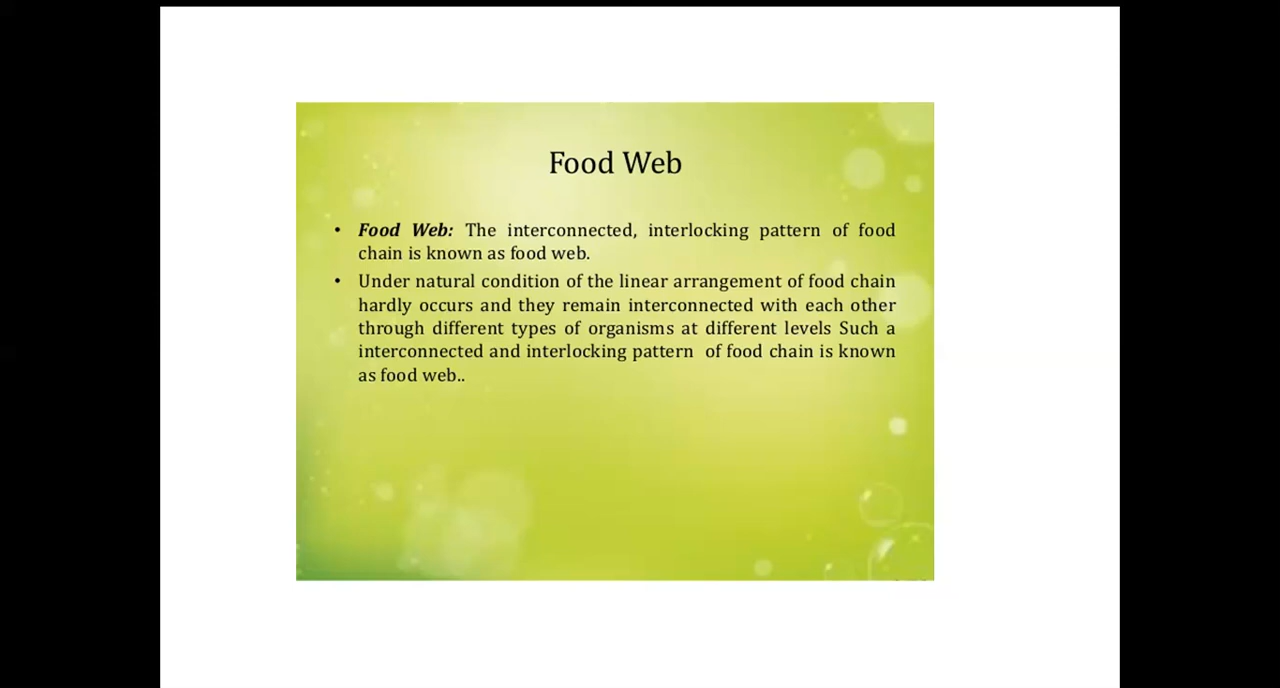 Food Web
• Food Web: The interconnected, interlocking pattern of food
chain is known as food web.
• Under natural condition of the linear arrangement of food chain
hardly occurs and they remain interconnected with each other
through different types of organisms at different levels Such a
interconnected and interlocking pattern of food chain is known
as food web..